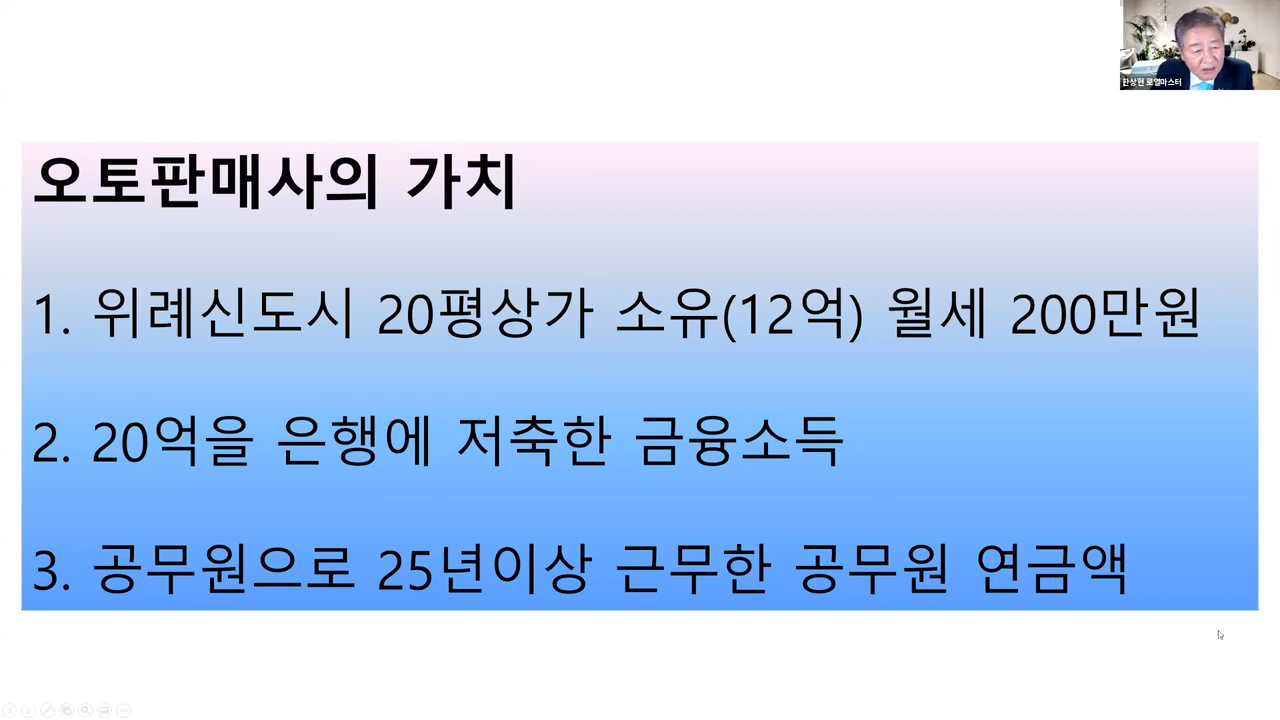 한상현 로열마스터
오토판매사의 가치
1. 위례신도시 20평상가 소유(12억) 월세 200만원
2. 20억을 은행에 저축한 금융소득
3. 공무원으로 25년이상 근무한 공무원 연금액